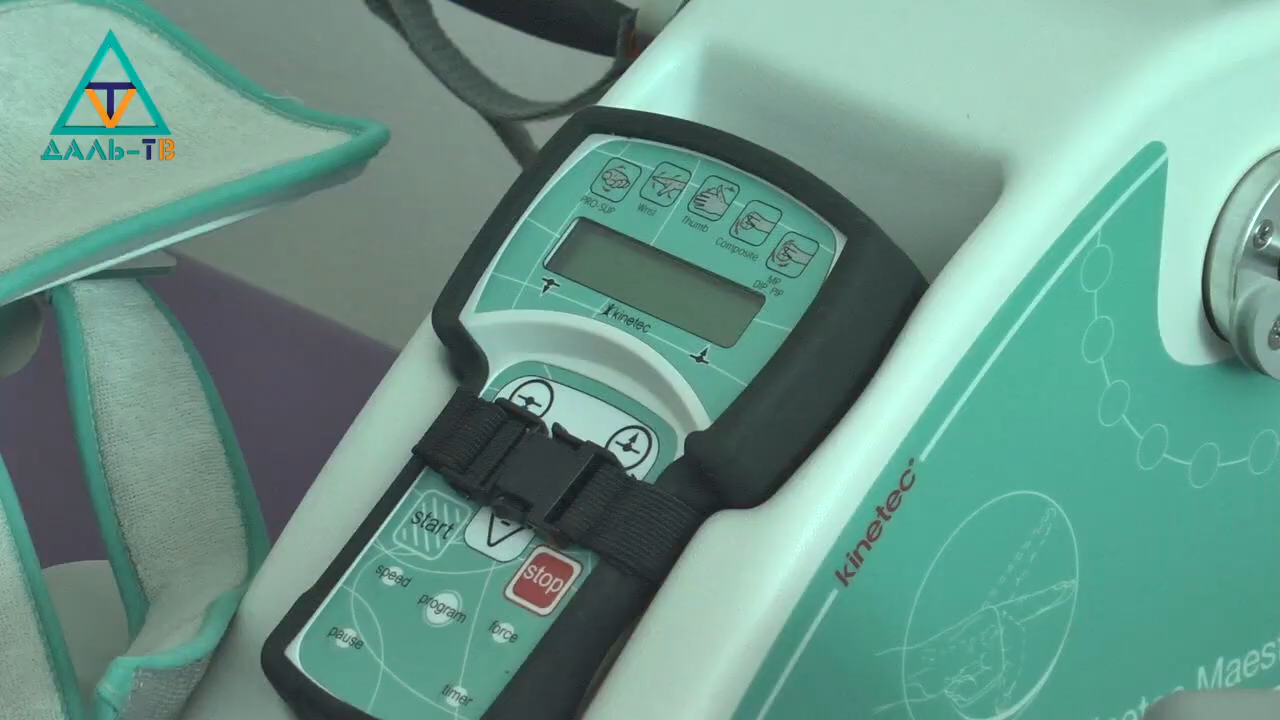 TV
ДАЛЬ-ТВ
PRO-SUP
Wrist
Thumb
Composite
MP
DIP PIP
kinetec
start
stop
speed
program
force
pause
timer
kinetec